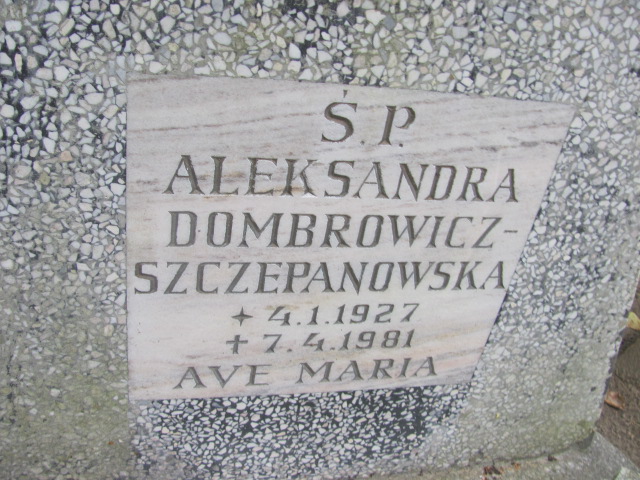 Ś.P.
ALEKSANDRA
DOMBROWICZ-
SZCZEPANOWSKA
✦ 4.1.1927
✝ 7.4.1981
AVE MARIA